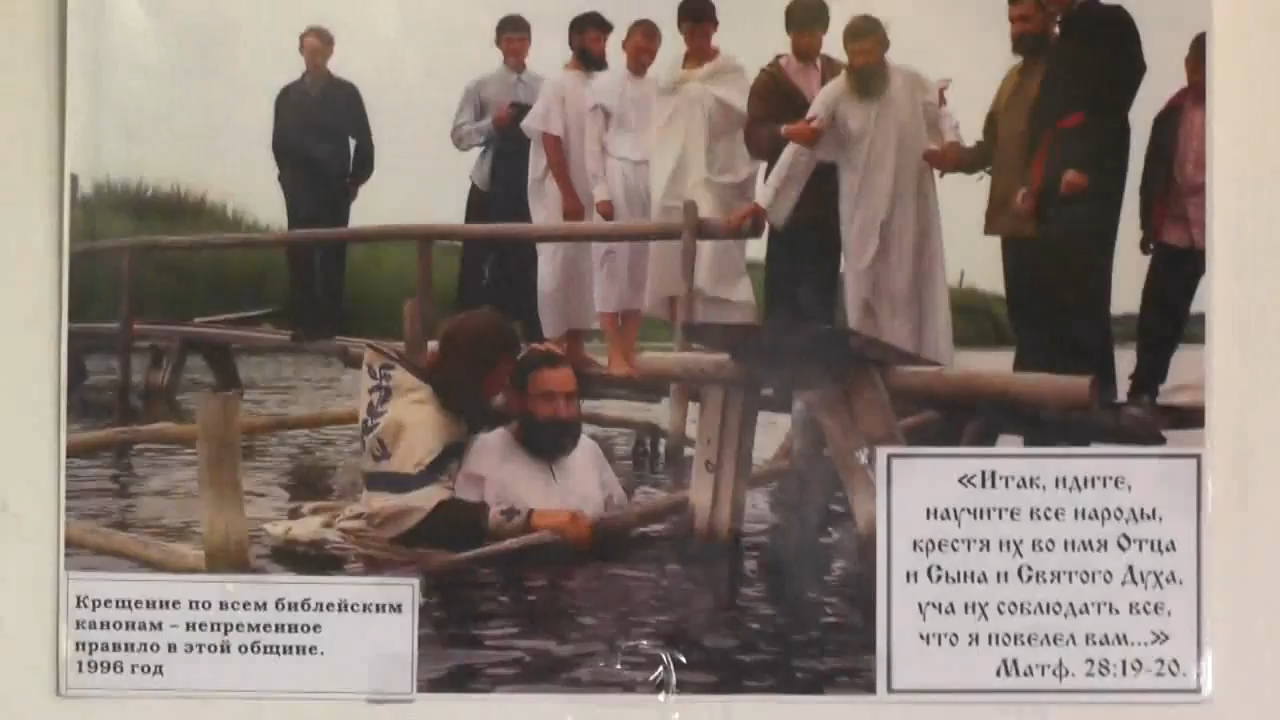 Крещение по всем библейским
канонам – непременное
правило в этой общине.
1996 год
«Итак, идите,
научите все народы,
крестя их во имя Отца
и Сына и Святого Духа,
уча их соблюдать все,
что я повелел вам...»
Матф. 28:19-20.